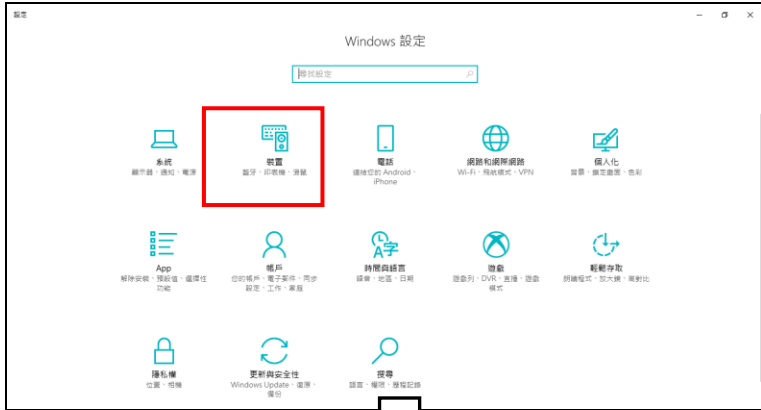 設定
Windows 設定
尋找設定
系統
顯示器、通知、電源
裝置
藍牙、印表機、滑鼠
電話
連結您的 Android、
iPhone
網路和網際網路
Wi-Fi、飛航模式、VPN
個人化
背景、鎖定畫面、色彩
App
解除安裝、預設值、選擇性
功能
帳戶
您的帳戶、電子郵件、同步
設定、工作、家庭
時間與語言
語音、地區、日期
遊戲
遊戲列、DVR、直播、遊戲
模式
輕鬆存取
朗讀程式、放大鏡、高對比
隱私權
位置、相機
更新與安全性
Windows Update、復原、
備份
搜尋
語言、權限、歷程記錄